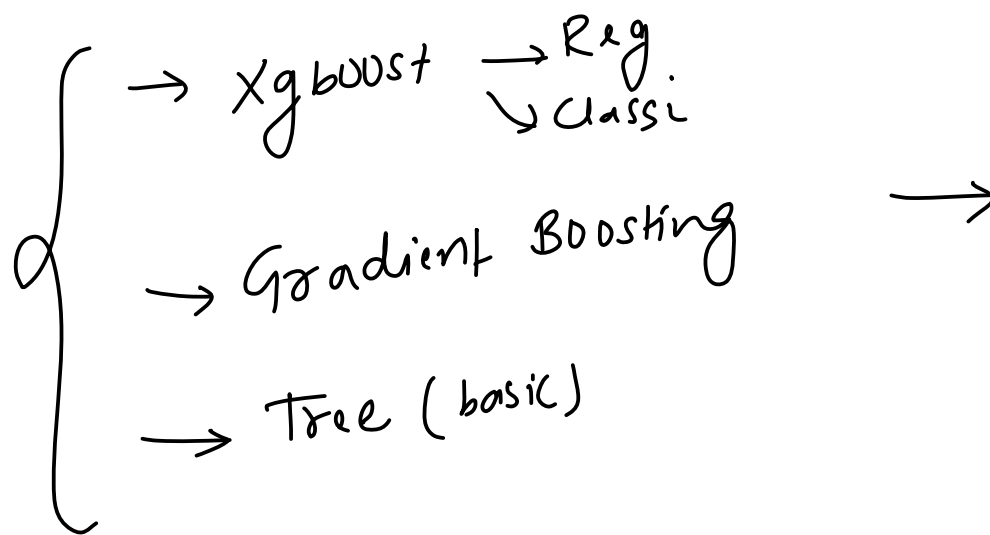 → Xgboost → Reg
↘ Classi
→ Gradient Boosting →
→ Tree (basic)